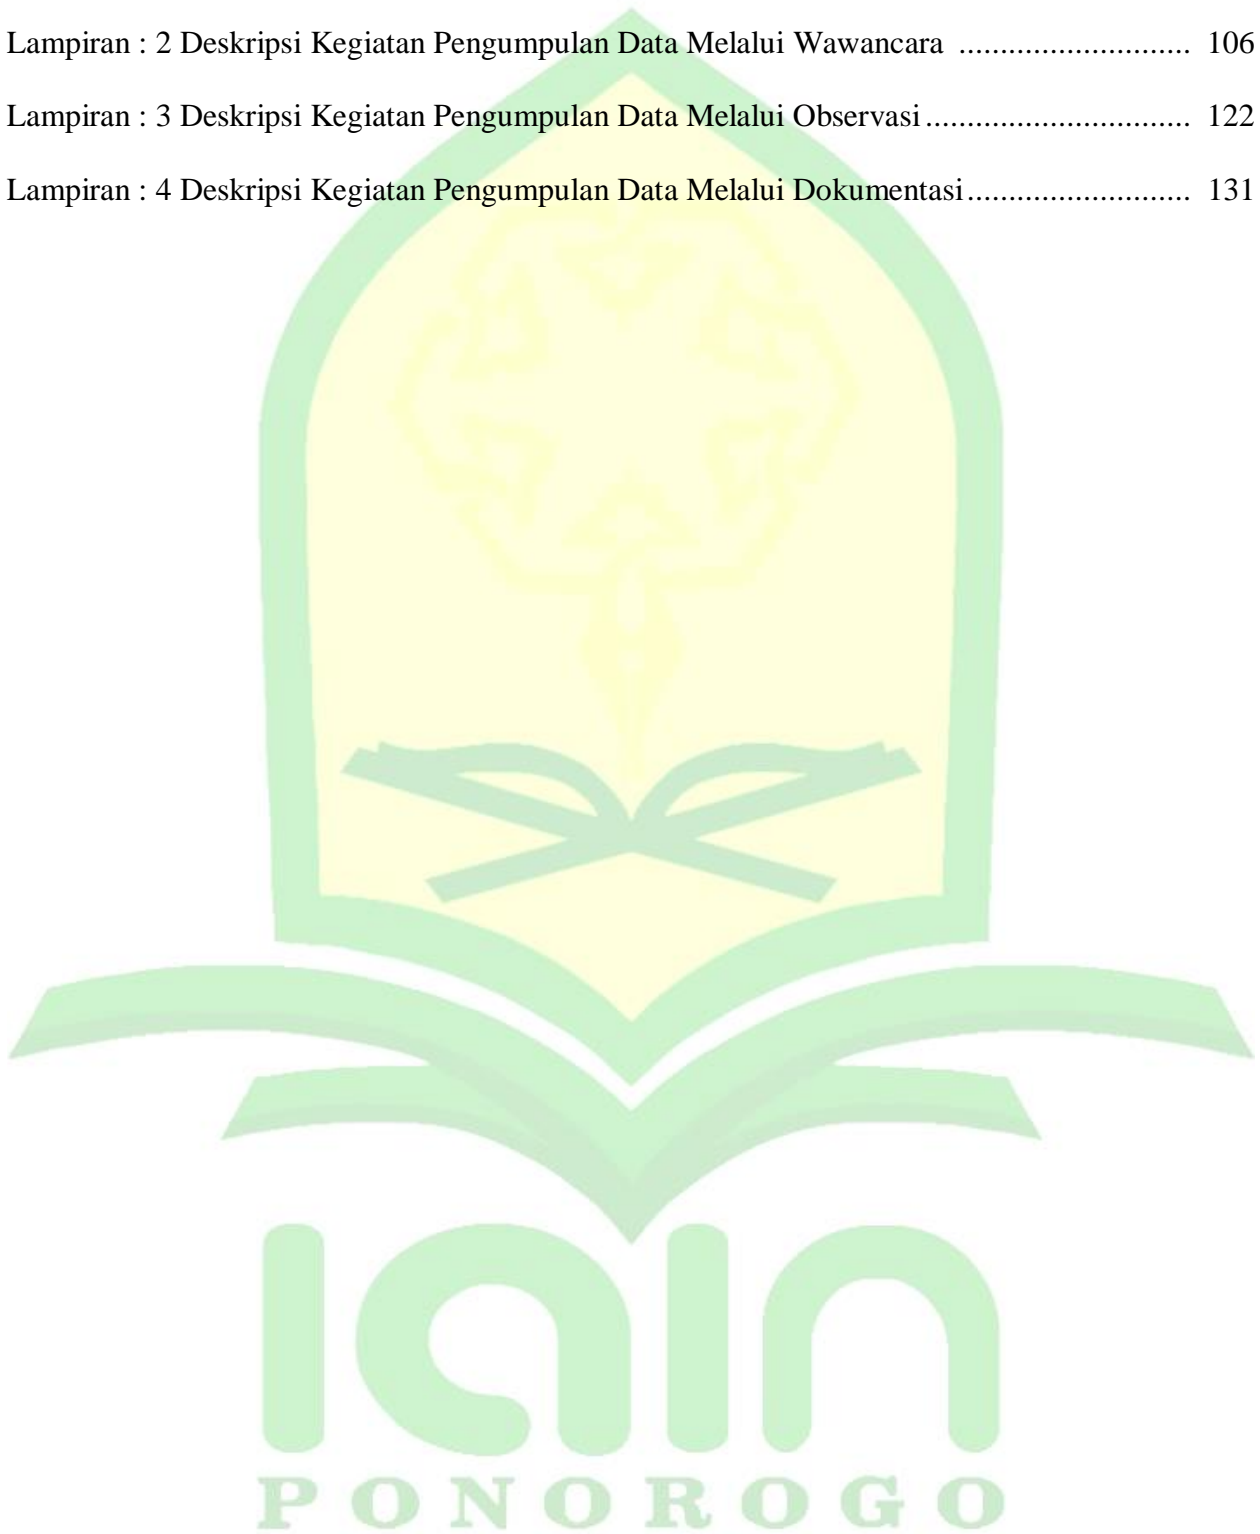 Lampiran : 2 Deskripsi Kegiatan Pengumpulan Data Melalui Wawancara ............................ 106
Lampiran : 3 Deskripsi Kegiatan Pengumpulan Data Melalui Observasi ................................ 122
Lampiran : 4 Deskripsi Kegiatan Pengumpulan Data Melalui Dokumentasi ........................... 131
iain
PONOROGO